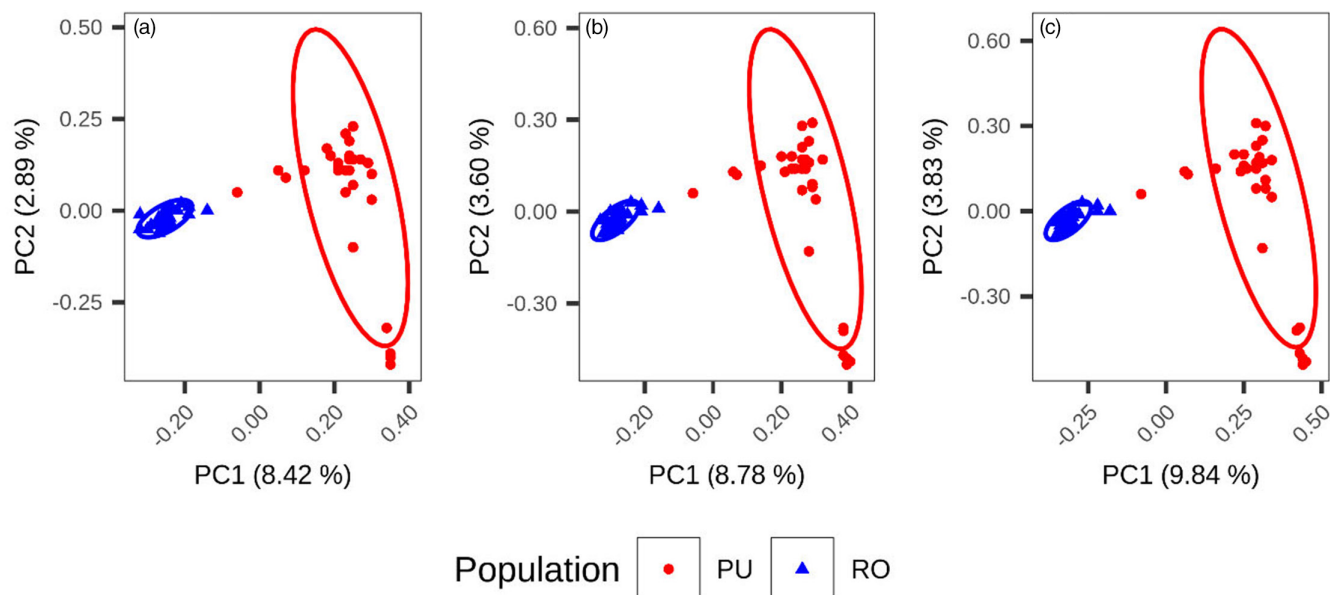 (a)
0.50
0.25
0.00
-0.25
PC2 (2.89 %)
-0.20
0.00
0.20
0.40
PC1 (8.42 %)
(b)
0.60
0.30
0.00
-0.30
PC2 (3.60 %)
-0.20
0.00
0.20
0.40
PC1 (8.78 %)
(c)
0.60
0.30
0.00
-0.30
PC2 (3.83 %)
-0.25
0.00
0.25
0.50
PC1 (9.84 %)
Population PU RO